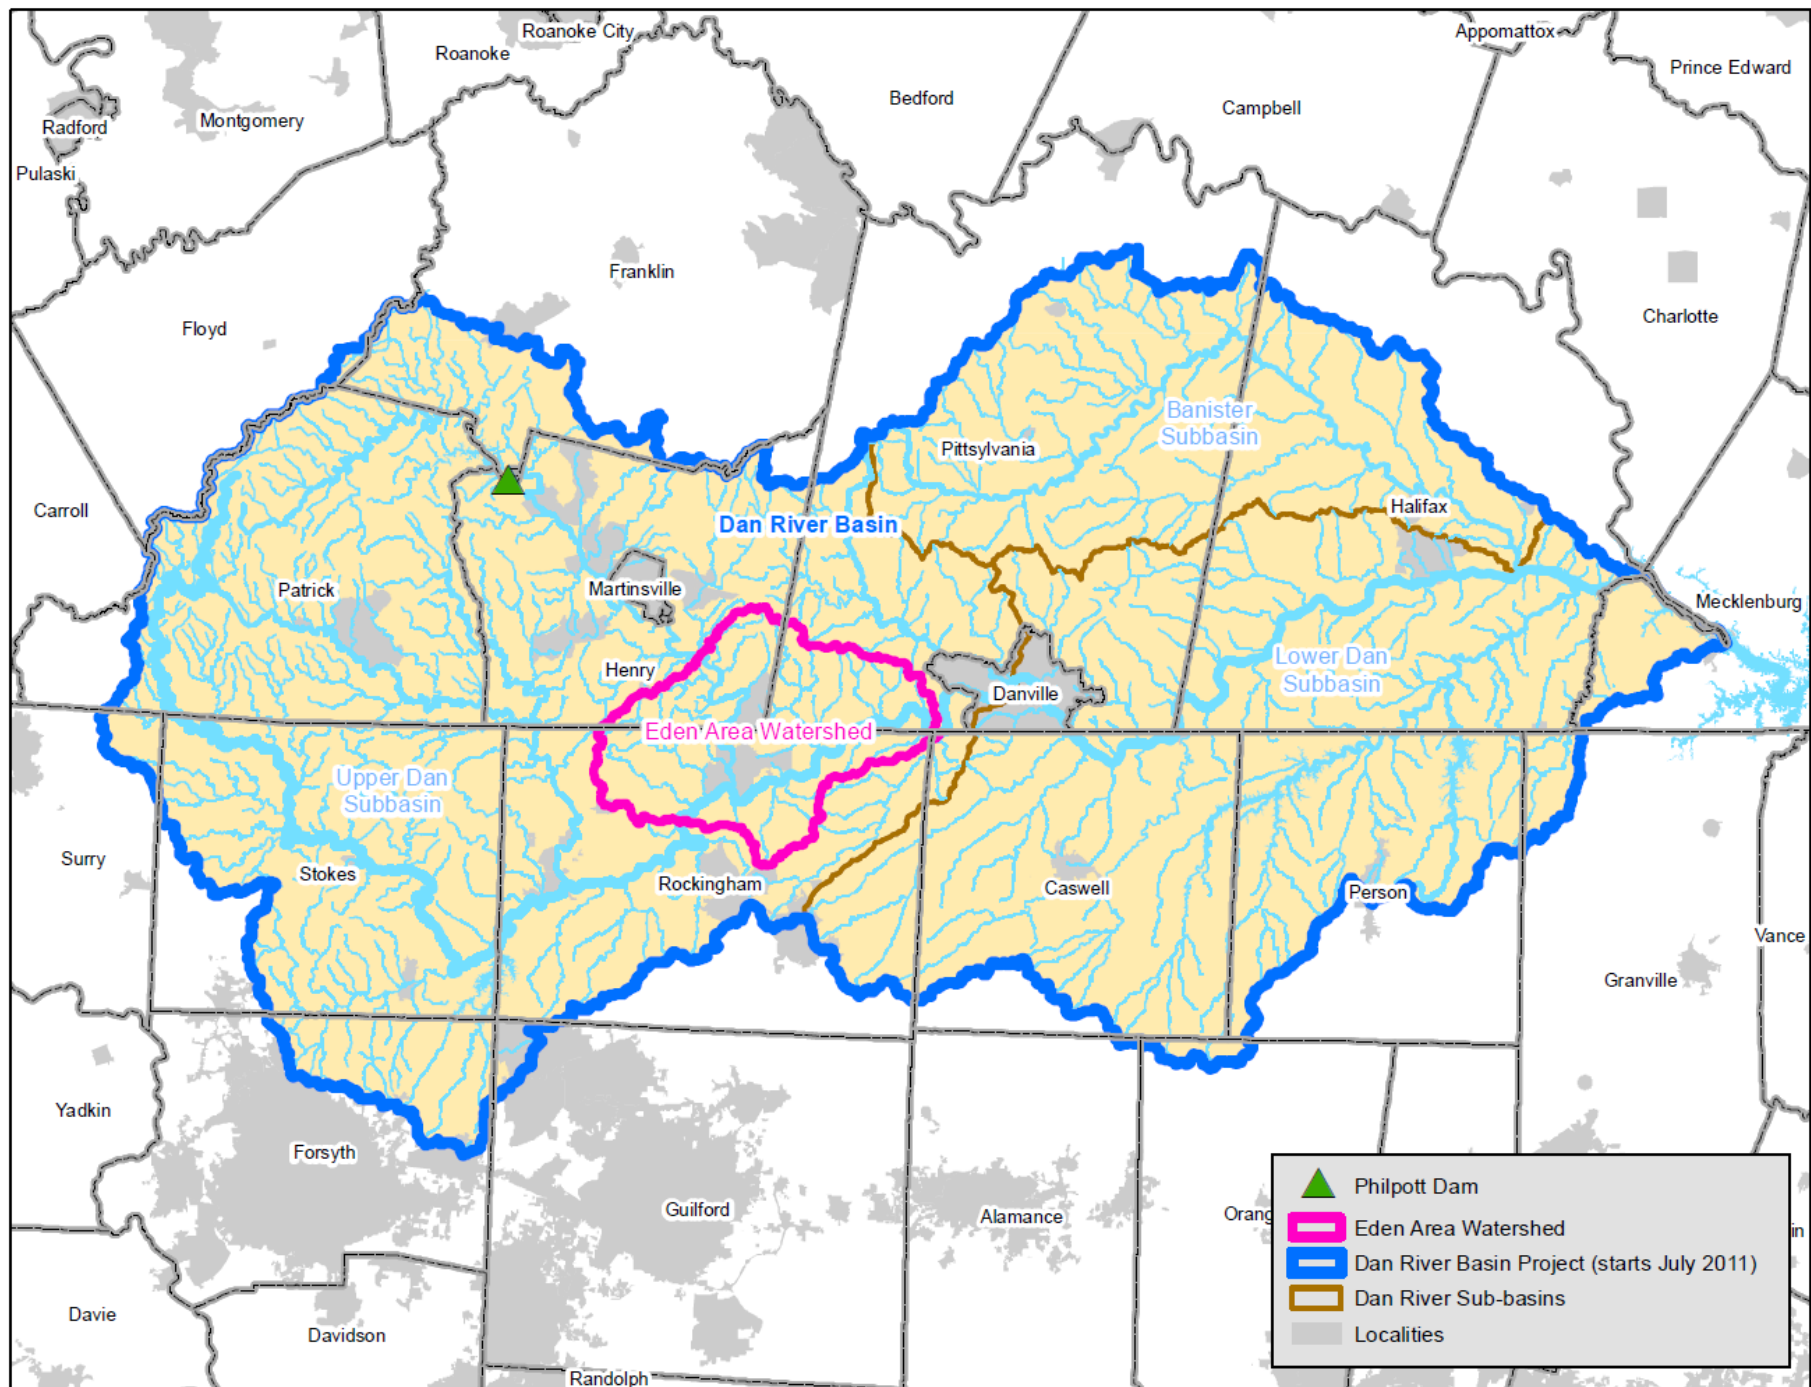 Roanoke City
Appomattox
Roanoke
Prince Edward
Bedford
Campbell
Radford
Montgomery
Pulaski
Franklin
Charlotte
Floyd
Banister
Subbasin
Pittsylvania
Carroll
Halifax
Dan River Basin
Patrick
Martinsville
Mecklenburg
Henry
Lower Dan
Subbasin
Danville
Eden Area Watershed
Upper Dan
Subbasin
Surry
Stokes
Rockingham
Caswell
Person
Vance
Granville
Yadkin
Forsyth
Guilford
Alamance
Orang
in
Davie
Davidson
Randolph
Philpott Dam
Eden Area Watershed
Dan River Basin Project (starts July 2011)
Dan River Sub-basins
Localities